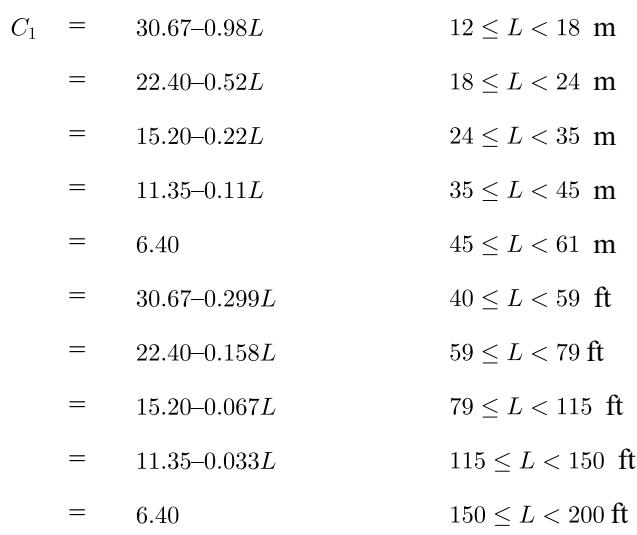 C₁ = 30.67–0.98L 12 ≤ L < 18 m
= 22.40–0.52L 18 ≤ L < 24 m
= 15.20–0.22L 24 ≤ L < 35 m
= 11.35–0.11L 35 ≤ L < 45 m
= 6.40 45 ≤ L < 61 m
= 30.67–0.299L 40 ≤ L < 59 ft
= 22.40–0.158L 59 ≤ L < 79 ft
= 15.20–0.067L 79 ≤ L < 115 ft
= 11.35–0.033L 115 ≤ L < 150 ft
= 6.40 150 ≤ L < 200 ft